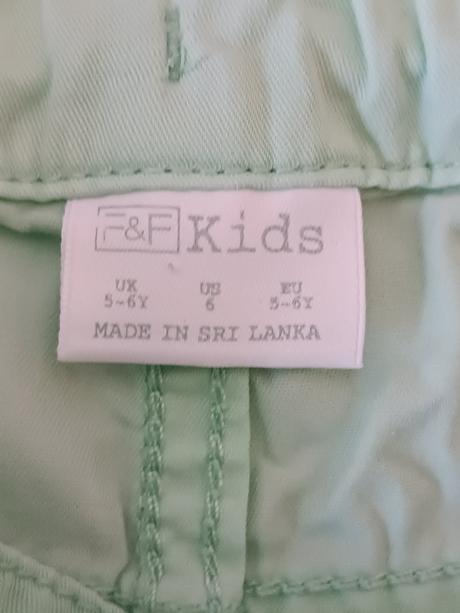 F&F Kids
UK US EU
5-6Y 6 5-6Y
MADE IN SRI LANKA